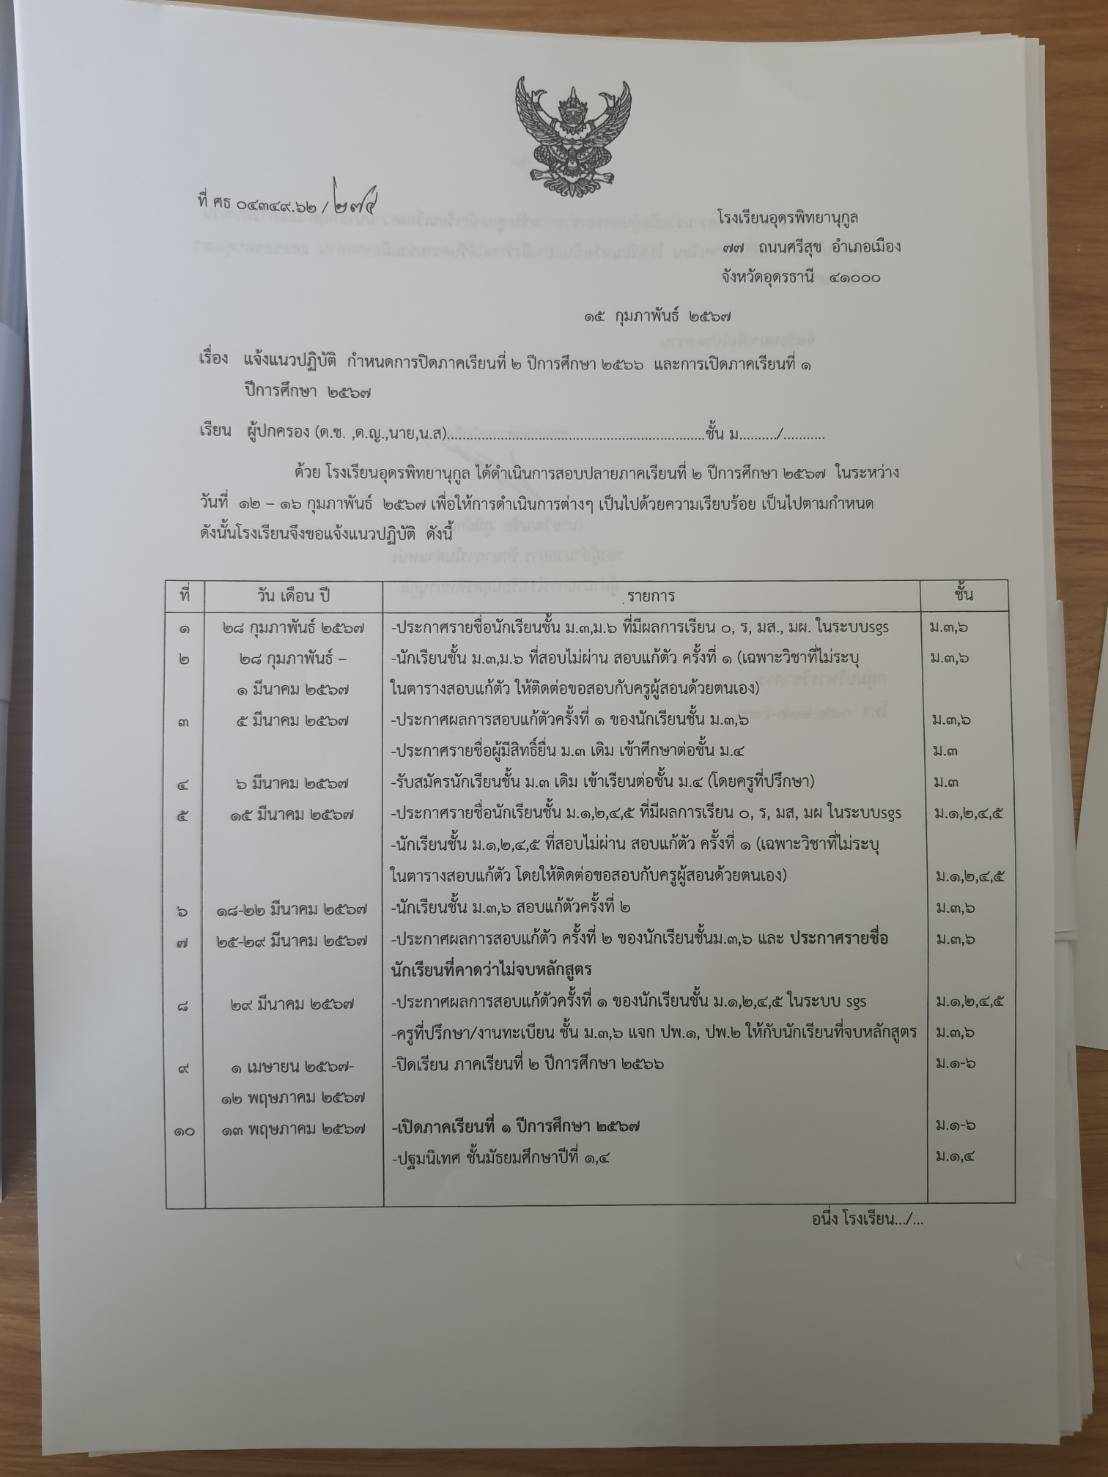 ที่ ศธ ๐๔๓๔๙.๖๒ / ๒๗๔
โรงเรียนอุดรพิทยานุกูล
๗๗ ถนนศรีสุข อำเภอเมือง
จังหวัดอุดรธานี ๔๑๐๐๐
๑๕ กุมภาพันธ์ ๒๕๖๗
เรื่อง แจ้งแนวปฏิบัติ กำหนดการปิดภาคเรียนที่ ๒ ปีการศึกษา ๒๕๖๖ และการเปิดภาคเรียนที่ ๑
ปีการศึกษา ๒๕๖๗
เรียน ผู้ปกครอง (ด.ช. ,ด.ญ.,นาย,น.ส)................................................................ชั้น ม........./...........
ด้วย โรงเรียนอุดรพิทยานุกูล ได้ดำเนินการสอบปลายภาคเรียนที่ ๒ ปีการศึกษา ๒๕๖๗ ในระหว่าง
วันที่ ๑๒ – ๑๖ กุมภาพันธ์ ๒๕๖๗ เพื่อให้การดำเนินการต่างๆ เป็นไปด้วยความเรียบร้อย เป็นไปตามกำหนด
ดังนั้นโรงเรียนจึงขอแจ้งแนวปฏิบัติ ดังนี้
ที่ วัน เดือน ปี รายการ ชั้น
๑ ๒๘ กุมภาพันธ์ ๒๕๖๗ -ประกาศรายชื่อนักเรียนชั้น ม.๓,ม.๖ ที่มีผลการเรียน ๐, ร, มส., มผ. ในระบบsgs ม.๓,๖
๒ ๒๘ กุมภาพันธ์ – -นักเรียนชั้น ม.๓,ม.๖ ที่สอบไม่ผ่าน สอบแก้ตัว ครั้งที่ ๑ (เฉพาะวิชาที่ไม่ระบุ ม.๓,๖
๑ มีนาคม ๒๕๖๗ ในตารางสอบแก้ตัว ให้ติดต่อขอสอบกับครูผู้สอนด้วยตนเอง)
๓ ๕ มีนาคม ๒๕๖๗ -ประกาศผลการสอบแก้ตัวครั้งที่ ๑ ของนักเรียนชั้น ม.๓,๖ ม.๓,๖
-ประกาศรายชื่อผู้มีสิทธิ์ยื่น ม.๓ เดิม เข้าศึกษาต่อชั้น ม.๔ ม.๓
๔ ๖ มีนาคม ๒๕๖๗ -รับสมัครนักเรียนชั้น ม.๓ เดิม เข้าเรียนต่อชั้น ม.๔ (โดยครูที่ปรึกษา) ม.๓
๕ ๑๕ มีนาคม ๒๕๖๗ -ประกาศรายชื่อนักเรียนชั้น ม.๑,๒,๔,๕ ที่มีผลการเรียน ๐, ร, มส, มผ ในระบบsgs ม.๑,๒,๔,๕
-นักเรียนชั้น ม.๑,๒,๔,๕ ที่สอบไม่ผ่าน สอบแก้ตัว ครั้งที่ ๑ (เฉพาะวิชาที่ไม่ระบุ
ในตารางสอบแก้ตัว โดยให้ติดต่อขอสอบกับครูผู้สอนด้วยตนเอง) ม.๑,๒,๔,๕
๖ ๑๘-๒๒ มีนาคม ๒๕๖๗ -นักเรียนชั้น ม.๓,๖ สอบแก้ตัวครั้งที่ ๒ ม.๓,๖
๗ ๒๕-๒๙ มีนาคม ๒๕๖๗ -ประกาศผลการสอบแก้ตัว ครั้งที่ ๒ ของนักเรียนชั้นม.๓,๖ และ ประกาศรายชื่อ ม.๓,๖
นักเรียนที่คาดว่าไม่จบหลักสูตร
๘ ๒๙ มีนาคม ๒๕๖๗ -ประกาศผลการสอบแก้ตัวครั้งที่ ๑ ของนักเรียนชั้น ม.๑,๒,๔,๕ ในระบบ sgs ม.๑,๒,๔,๕
-ครูที่ปรึกษา/งานทะเบียน ชั้น ม.๓,๖ แจก ปพ.๑, ปพ.๒ ให้กับนักเรียนที่จบหลักสูตร ม.๓,๖
๙ ๑ เมษายน ๒๕๖๗- -ปิดเรียน ภาคเรียนที่ ๒ ปีการศึกษา ๒๕๖๖ ม.๑-๖
๑๒ พฤษภาคม ๒๕๖๗
๑๐ ๑๓ พฤษภาคม ๒๕๖๗ -เปิดภาคเรียนที่ ๑ ปีการศึกษา ๒๕๖๗ ม.๑-๖
-ปฐมนิเทศ ชั้นมัธยมศึกษาปีที่ ๑,๔ ม.๑,๔
อนึ่ง โรงเรียน.../...